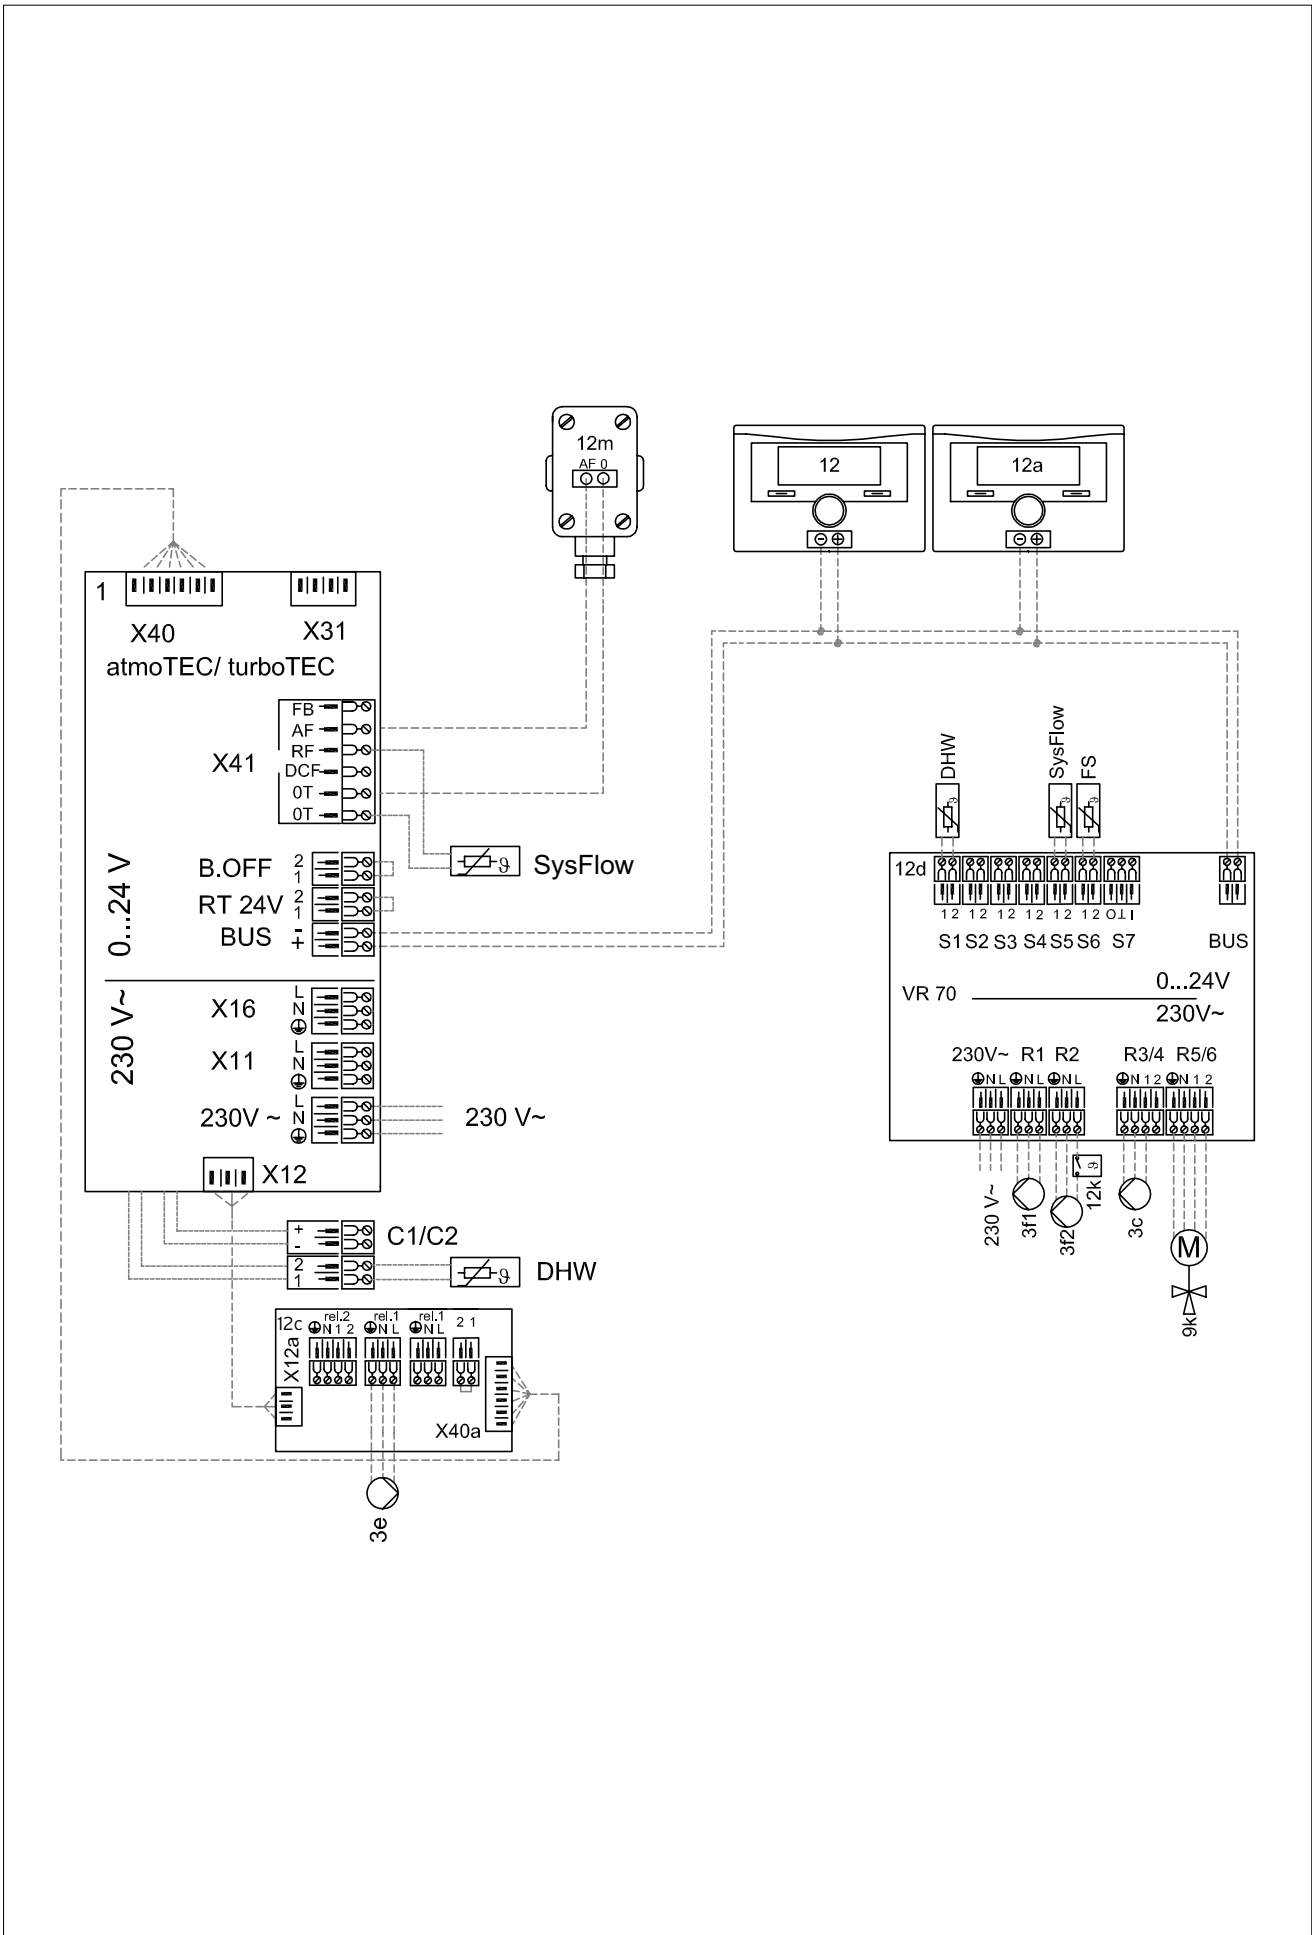 12m
AF 0
12
12a
1
X40
X31
atmoTEC/ turboTEC
X41
FB
AF
RF
DCF
0T
0T
0...24 V
B.OFF
2
1
RT 24V
2
1
BUS
-
+
SysFlow
230 V~
X16
L
N
X11
L
N
230V ~
L
N
230 V~
X12
+
-
C1/C2
2
1
DHW
12c
X12a
rel.2
N 1 2
rel.1
N L
rel.1
N L
2 1
X40a
3e
DHW
SysFlow
FS
12d
1 2
1 2
1 2
1 2
1 2
1 2
O T I
S1 S2 S3 S4 S5 S6 S7
BUS
VR 70
0...24V
230V~
230V~ R1 R2 R3/4 R5/6
N L
N L
N L
N 1 2
N 1 2
230 V~
3f1
3f2
12k
3c
M
9k